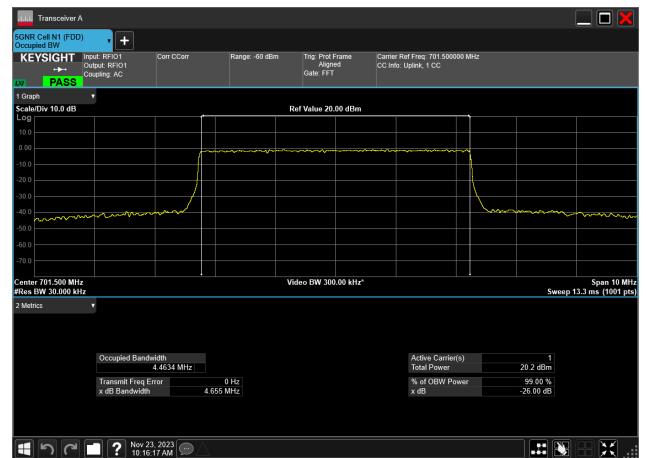 Transceiver A
5GNR Cell N1 (FDD)
Occupied BW
KEYSIGHT
Input: RFIO1
Output: RFIO1
Coupling: AC
Corr CCorr
Range: -60 dBm
Trig: Prot Frame
Aligned
Gate: FFT
Carrier Ref Freq: 701.500000 MHz
CC Info: Uplink, 1 CC
PASS
1 Graph
Scale/Div 10.0 dB
Ref Value 20.00 dBm
Log
10.0
0.00
-10.0
-20.0
-30.0
-40.0
-50.0
-60.0
-70.0
Center 701.500 MHz
Video BW 300.00 kHz*
Span 10 MHz
#Res BW 30.000 kHz
Sweep 13.3 ms (1001 pts)
2 Metrics
Occupied Bandwidth
4.4634 MHz
Active Carrier(s) 1
Total Power 20.2 dBm
Transmit Freq Error 0 Hz
x dB Bandwidth 4.655 MHz
% of OBW Power 99.00 %
x dB -26.00 dB
?
Nov 23, 2023
10:16:17 AM